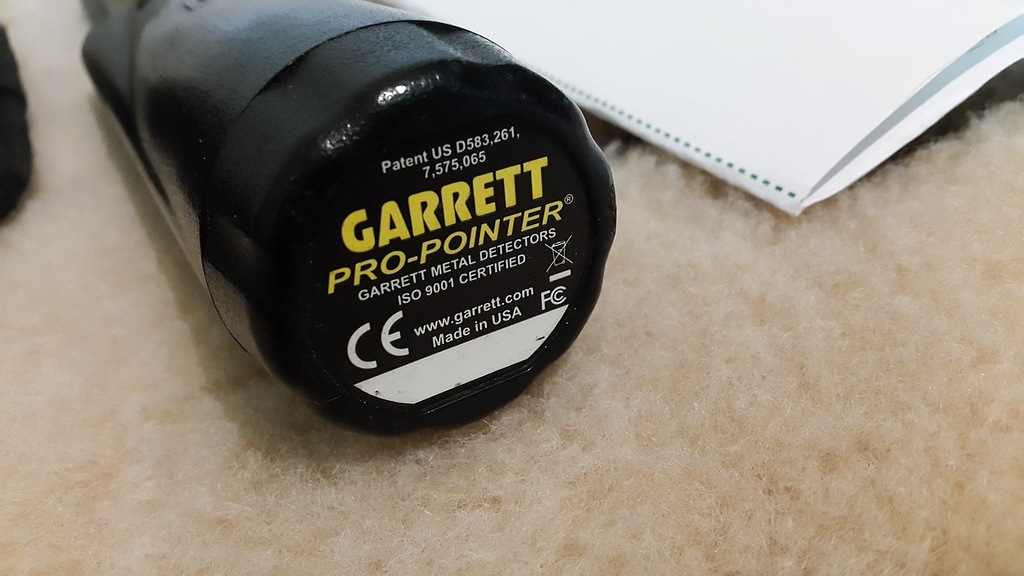 Patent US D583,261,
7,575,065
GARRETT
PRO-POINTER®
GARRETT METAL DETECTORS
ISO 9001 CERTIFIED
CE www.garrett.com FC
Made in USA